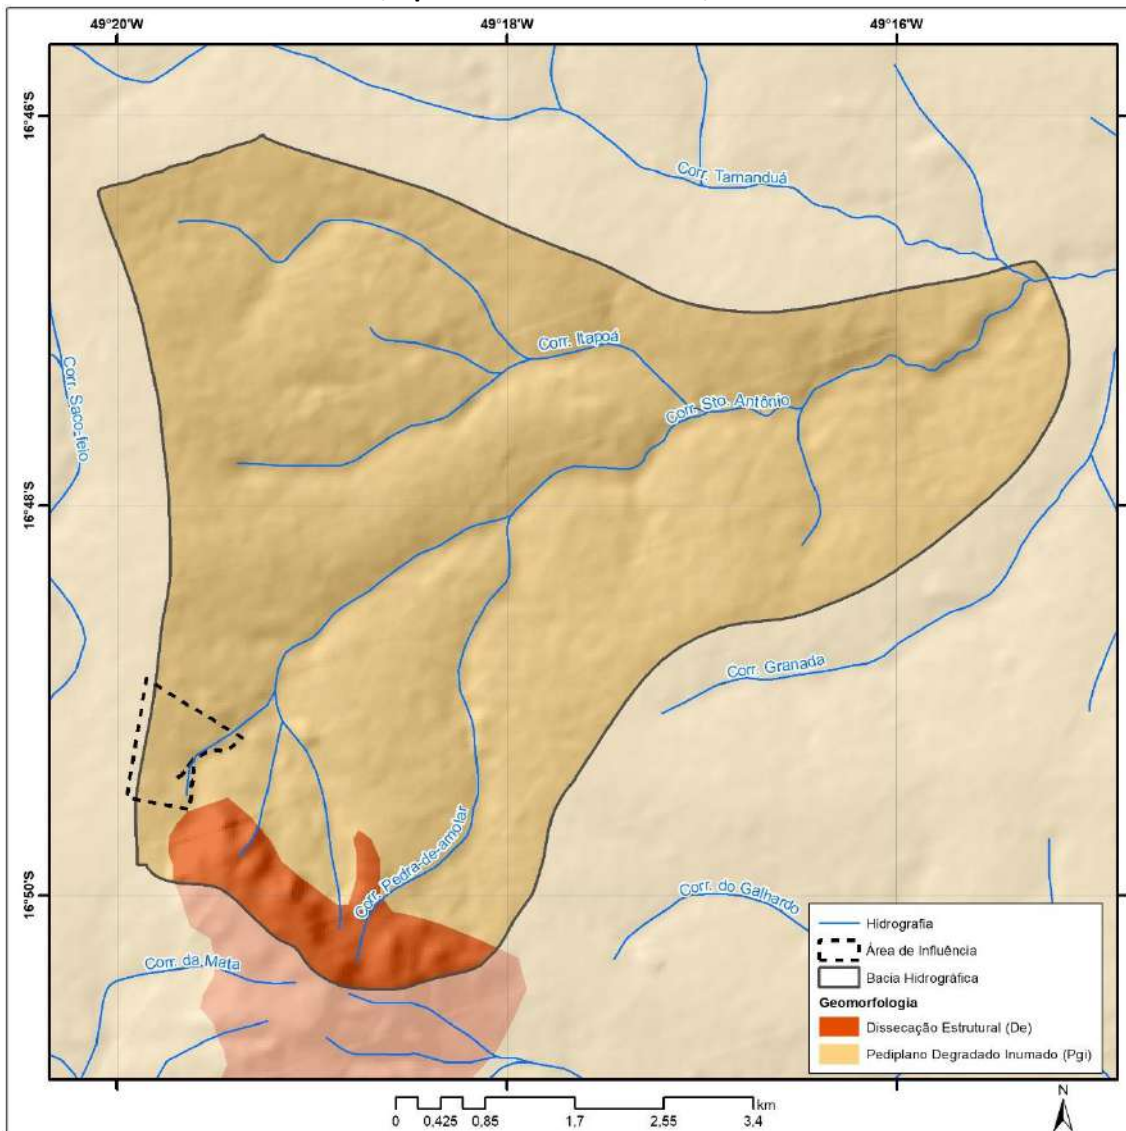 49°20'W
49°18'W
49°16'W
16°46'S
Corr. Tamanduá
Corr. Itapoá
Corr. Saco-feio
Corr. Sto. Antônio
16°48'S
Corr. Granada
Corr. Pedra-de-amolar
16°50'S
Corr. do Galhardo
Corr. da Mata
Hidrografia
Área de Influência
Bacia Hidrográfica
Geomorfologia
Dissecação Estrutural (De)
Pediplano Degradado Inumado (Pgi)
km
0 0,425 0,85 1,7 2,55 3,4
N